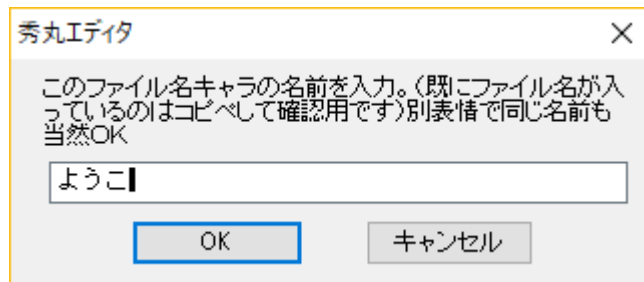 秀丸エディタ
このファイル名キャラの名前を入力。(既にファイル名が入
っているのはコピペして確認用です)別表情で同じ名前も
当然OK
ようこ
OK
キャンセル